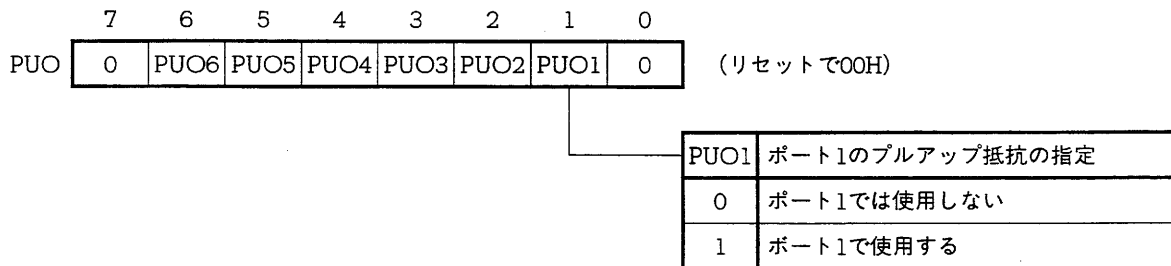 7 6 5 4 3 2 1 0
PUO 0 PUO6 PUO5 PUO4 PUO3 PUO2 PUO1 0 (リセットで00H)
PUO1 ポート1のプルアップ抵抗の指定
0 ポート1では使用しない
1 ポート1で使用する